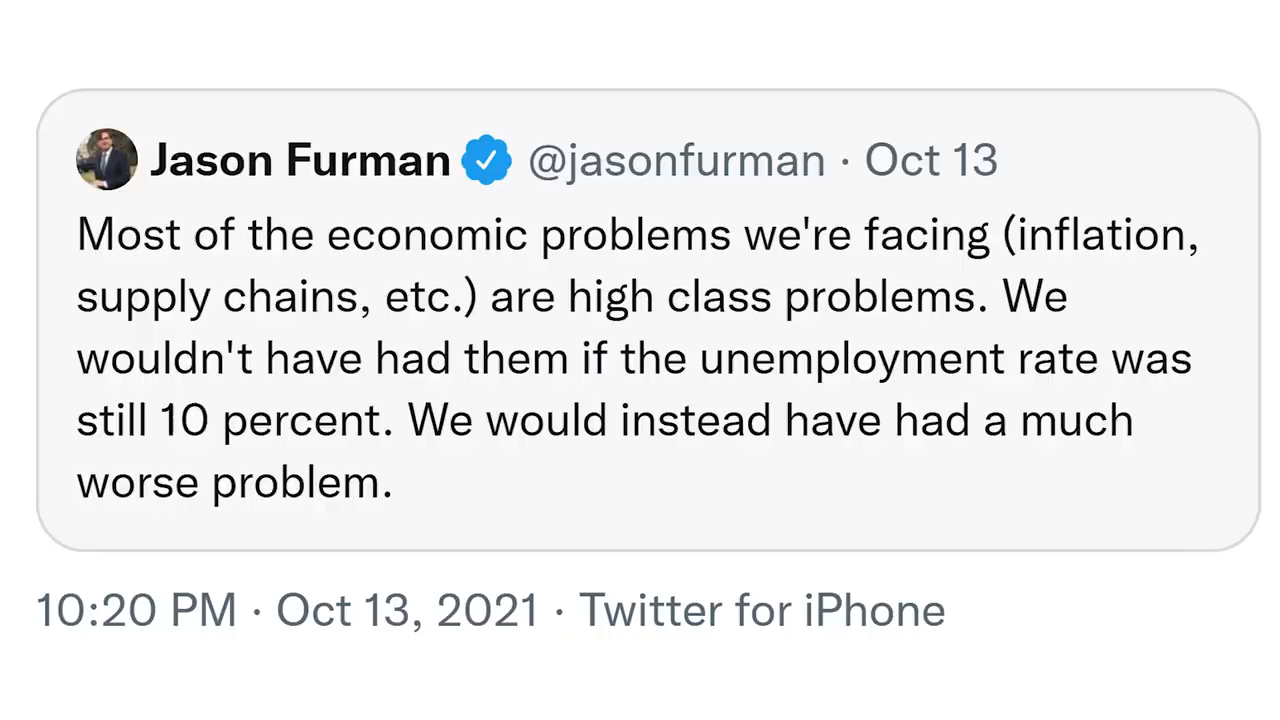 Jason Furman @jasonfurman · Oct 13
Most of the economic problems we're facing (inflation,
supply chains, etc.) are high class problems. We
wouldn't have had them if the unemployment rate was
still 10 percent. We would instead have had a much
worse problem.
10:20 PM · Oct 13, 2021 · Twitter for iPhone